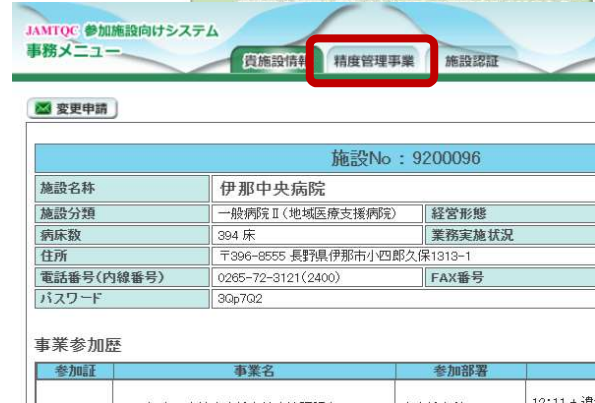 JAMTQC 参加施設向けシステム
事務メニュー
貴施設情報 精度管理事業 施設認証
変更申請
施設No : 9200096
施設名称 伊那中央病院
施設分類 一般病院Ⅱ(地域医療支援病院) 経営形態
病床数 394 床 業務実施状況
住所 〒396-8555 長野県伊那市小四郎久保1313-1
電話番号(内線番号) 0265-72-3121(2400) FAX番号
パスワード 3Qp7Q2
事業参加歴
参加証 事業名 参加部署